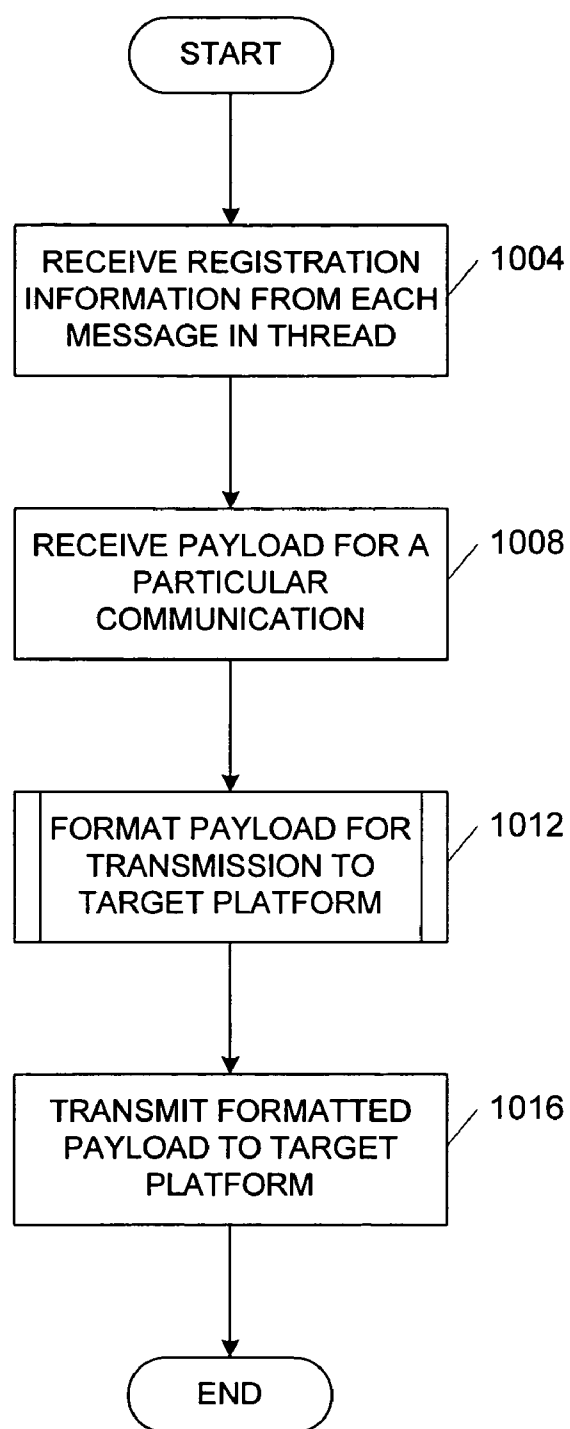 START
RECEIVE REGISTRATION
INFORMATION FROM EACH
MESSAGE IN THREAD
1004
RECEIVE PAYLOAD FOR A
PARTICULAR
COMMUNICATION
1008
FORMAT PAYLOAD FOR
TRANSMISSION TO
TARGET PLATFORM
1012
TRANSMIT FORMATTED
PAYLOAD TO TARGET
PLATFORM
1016
END